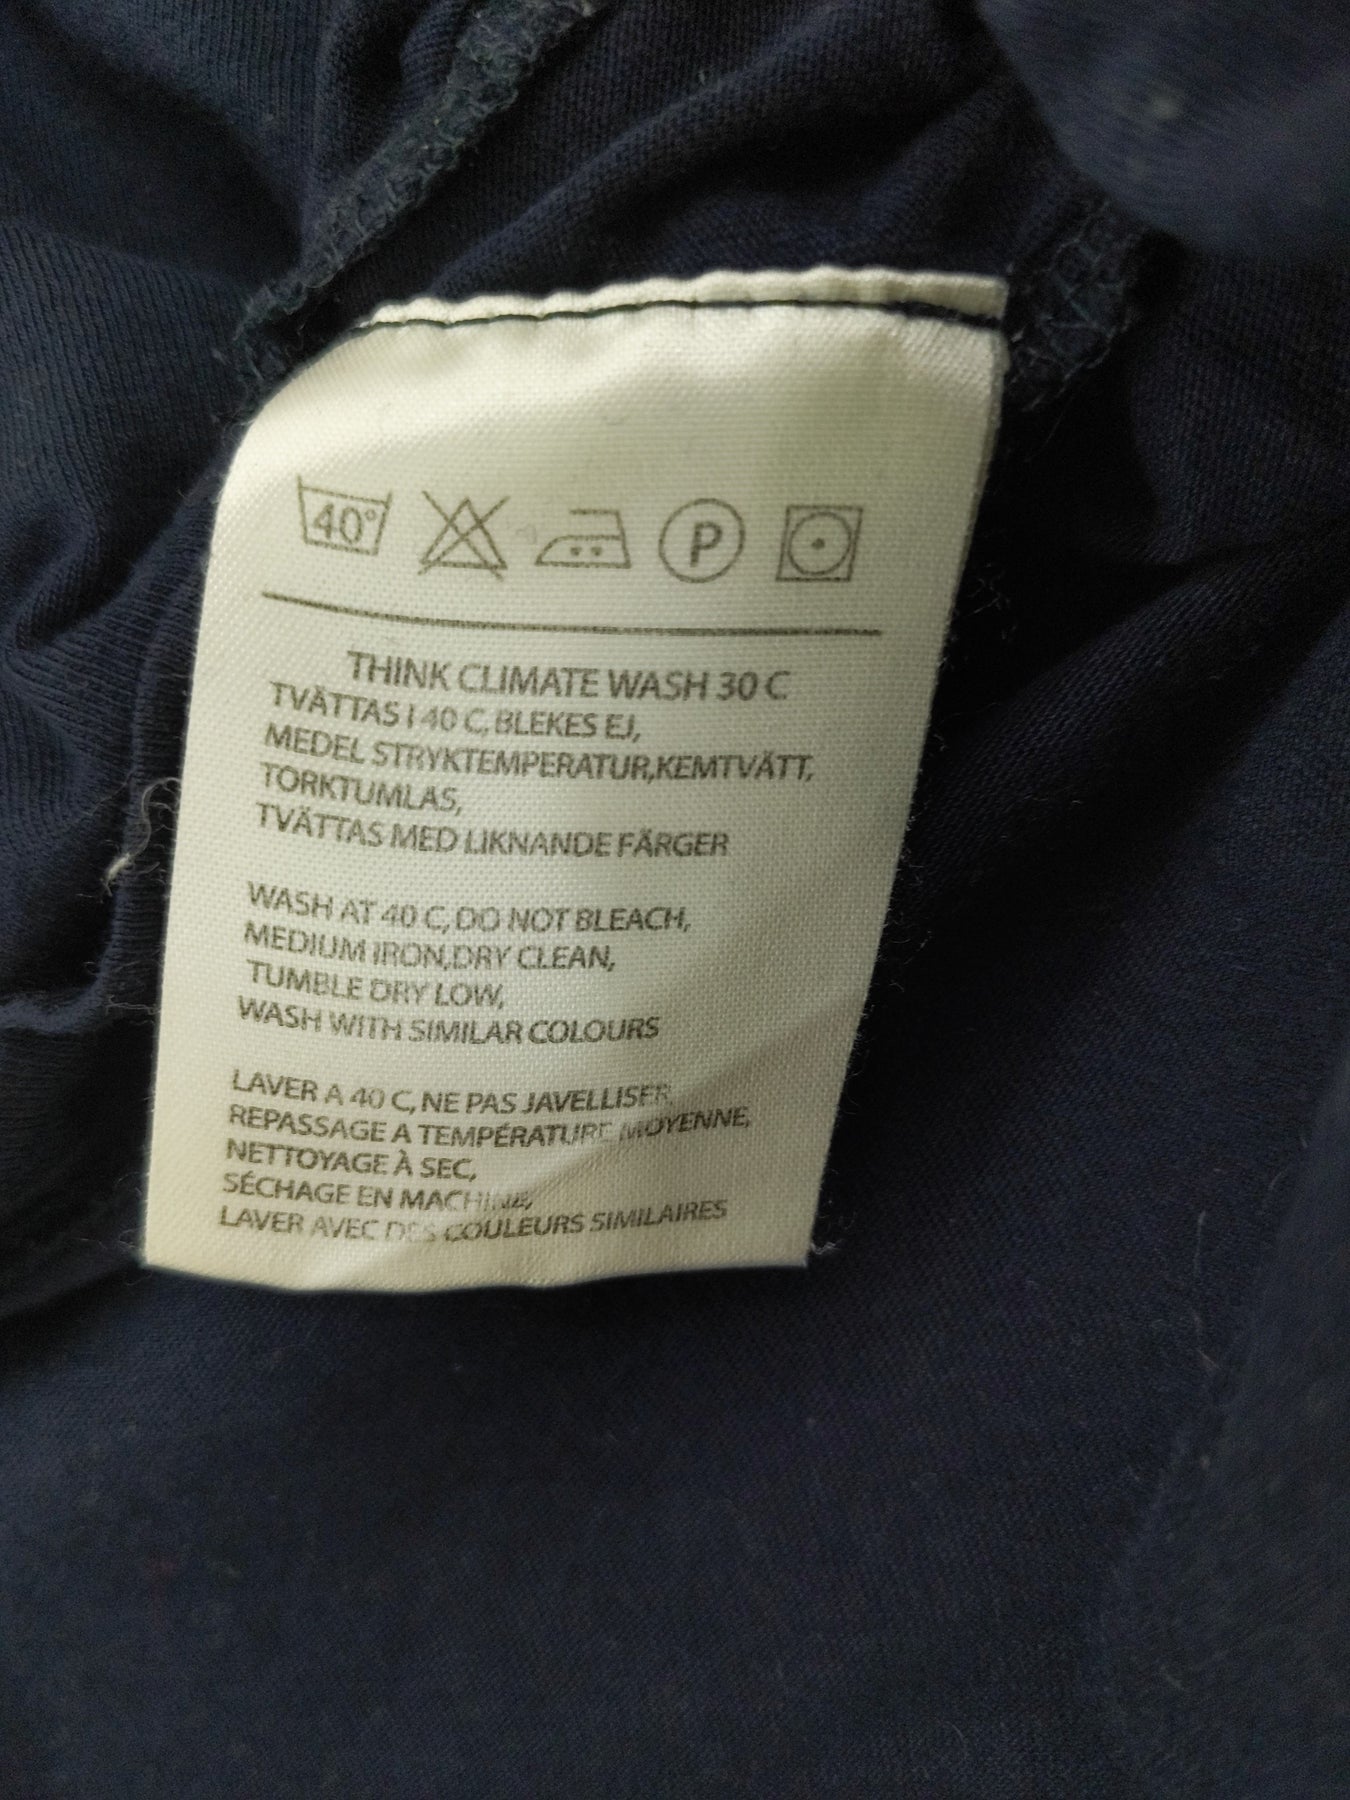 40°
P
THINK CLIMATE WASH 30 C
TVÄTTAS I 40 C, BLEKES EJ,
MEDEL STRYKTEMPERATUR,KEMTVÄTT,
TORKTUMLAS,
TVÄTTAS MED LIKNANDE FÄRGER
WASH AT 40 C, DO NOT BLEACH,
MEDIUM IRON,DRY CLEAN,
TUMBLE DRY LOW,
WASH WITH SIMILAR COLOURS
LAVER A 40 C, NE PAS JAVELLISER,
REPASSAGE A TEMPÉRATURE MOYENNE,
NETTOYAGE À SEC,
SÉCHAGE EN MACHINE,
LAVER AVEC DES COULEURS SIMILAIRES